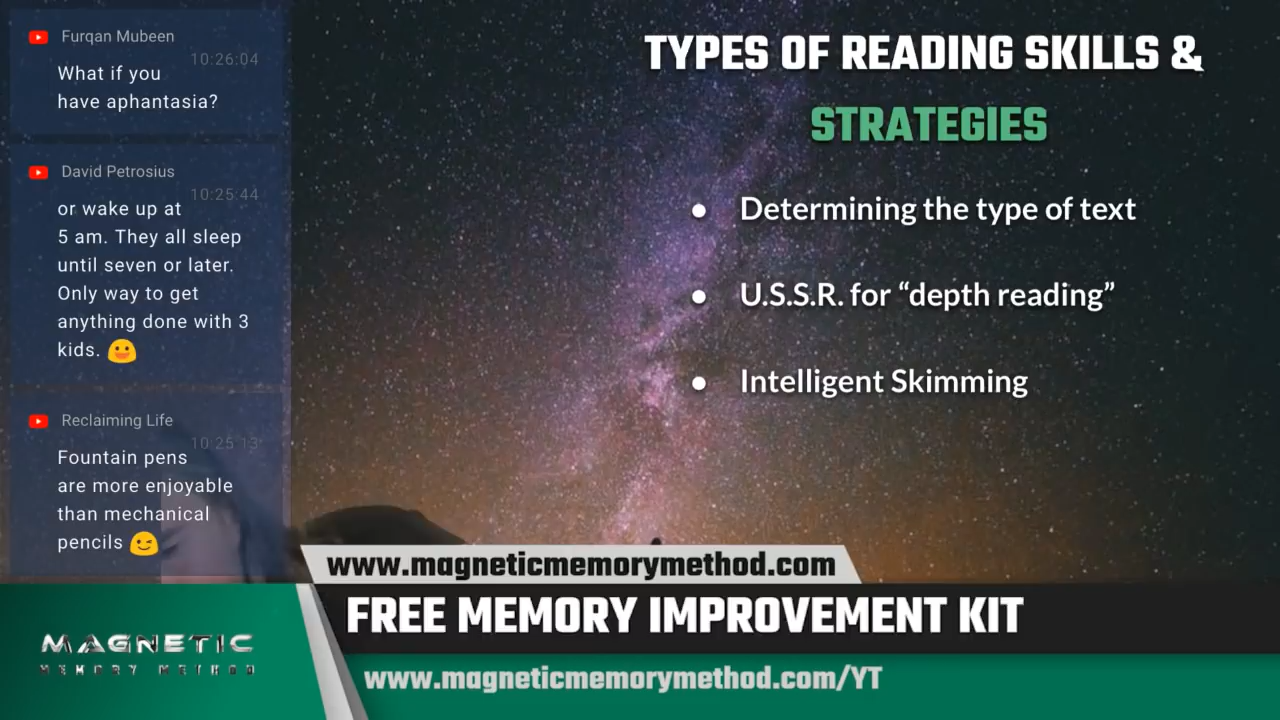 Furqan Mubeen
10:26:04
What if you
have aphantasia?
David Petrosius
10:25:44
or wake up at
5 am. They all sleep
until seven or later.
Only way to get
anything done with 3
kids. 😀
Reclaiming Life
10:25:13
Fountain pens
are more enjoyable
than mechanical
pencils 😉
TYPES OF READING SKILLS &
STRATEGIES
• Determining the type of text
• U.S.S.R. for “depth reading”
• Intelligent Skimming
www.magneticmemorymethod.com
FREE MEMORY IMPROVEMENT KIT
www.magneticmemorymethod.com/YT
MAGNETIC
MEMORY METHOD